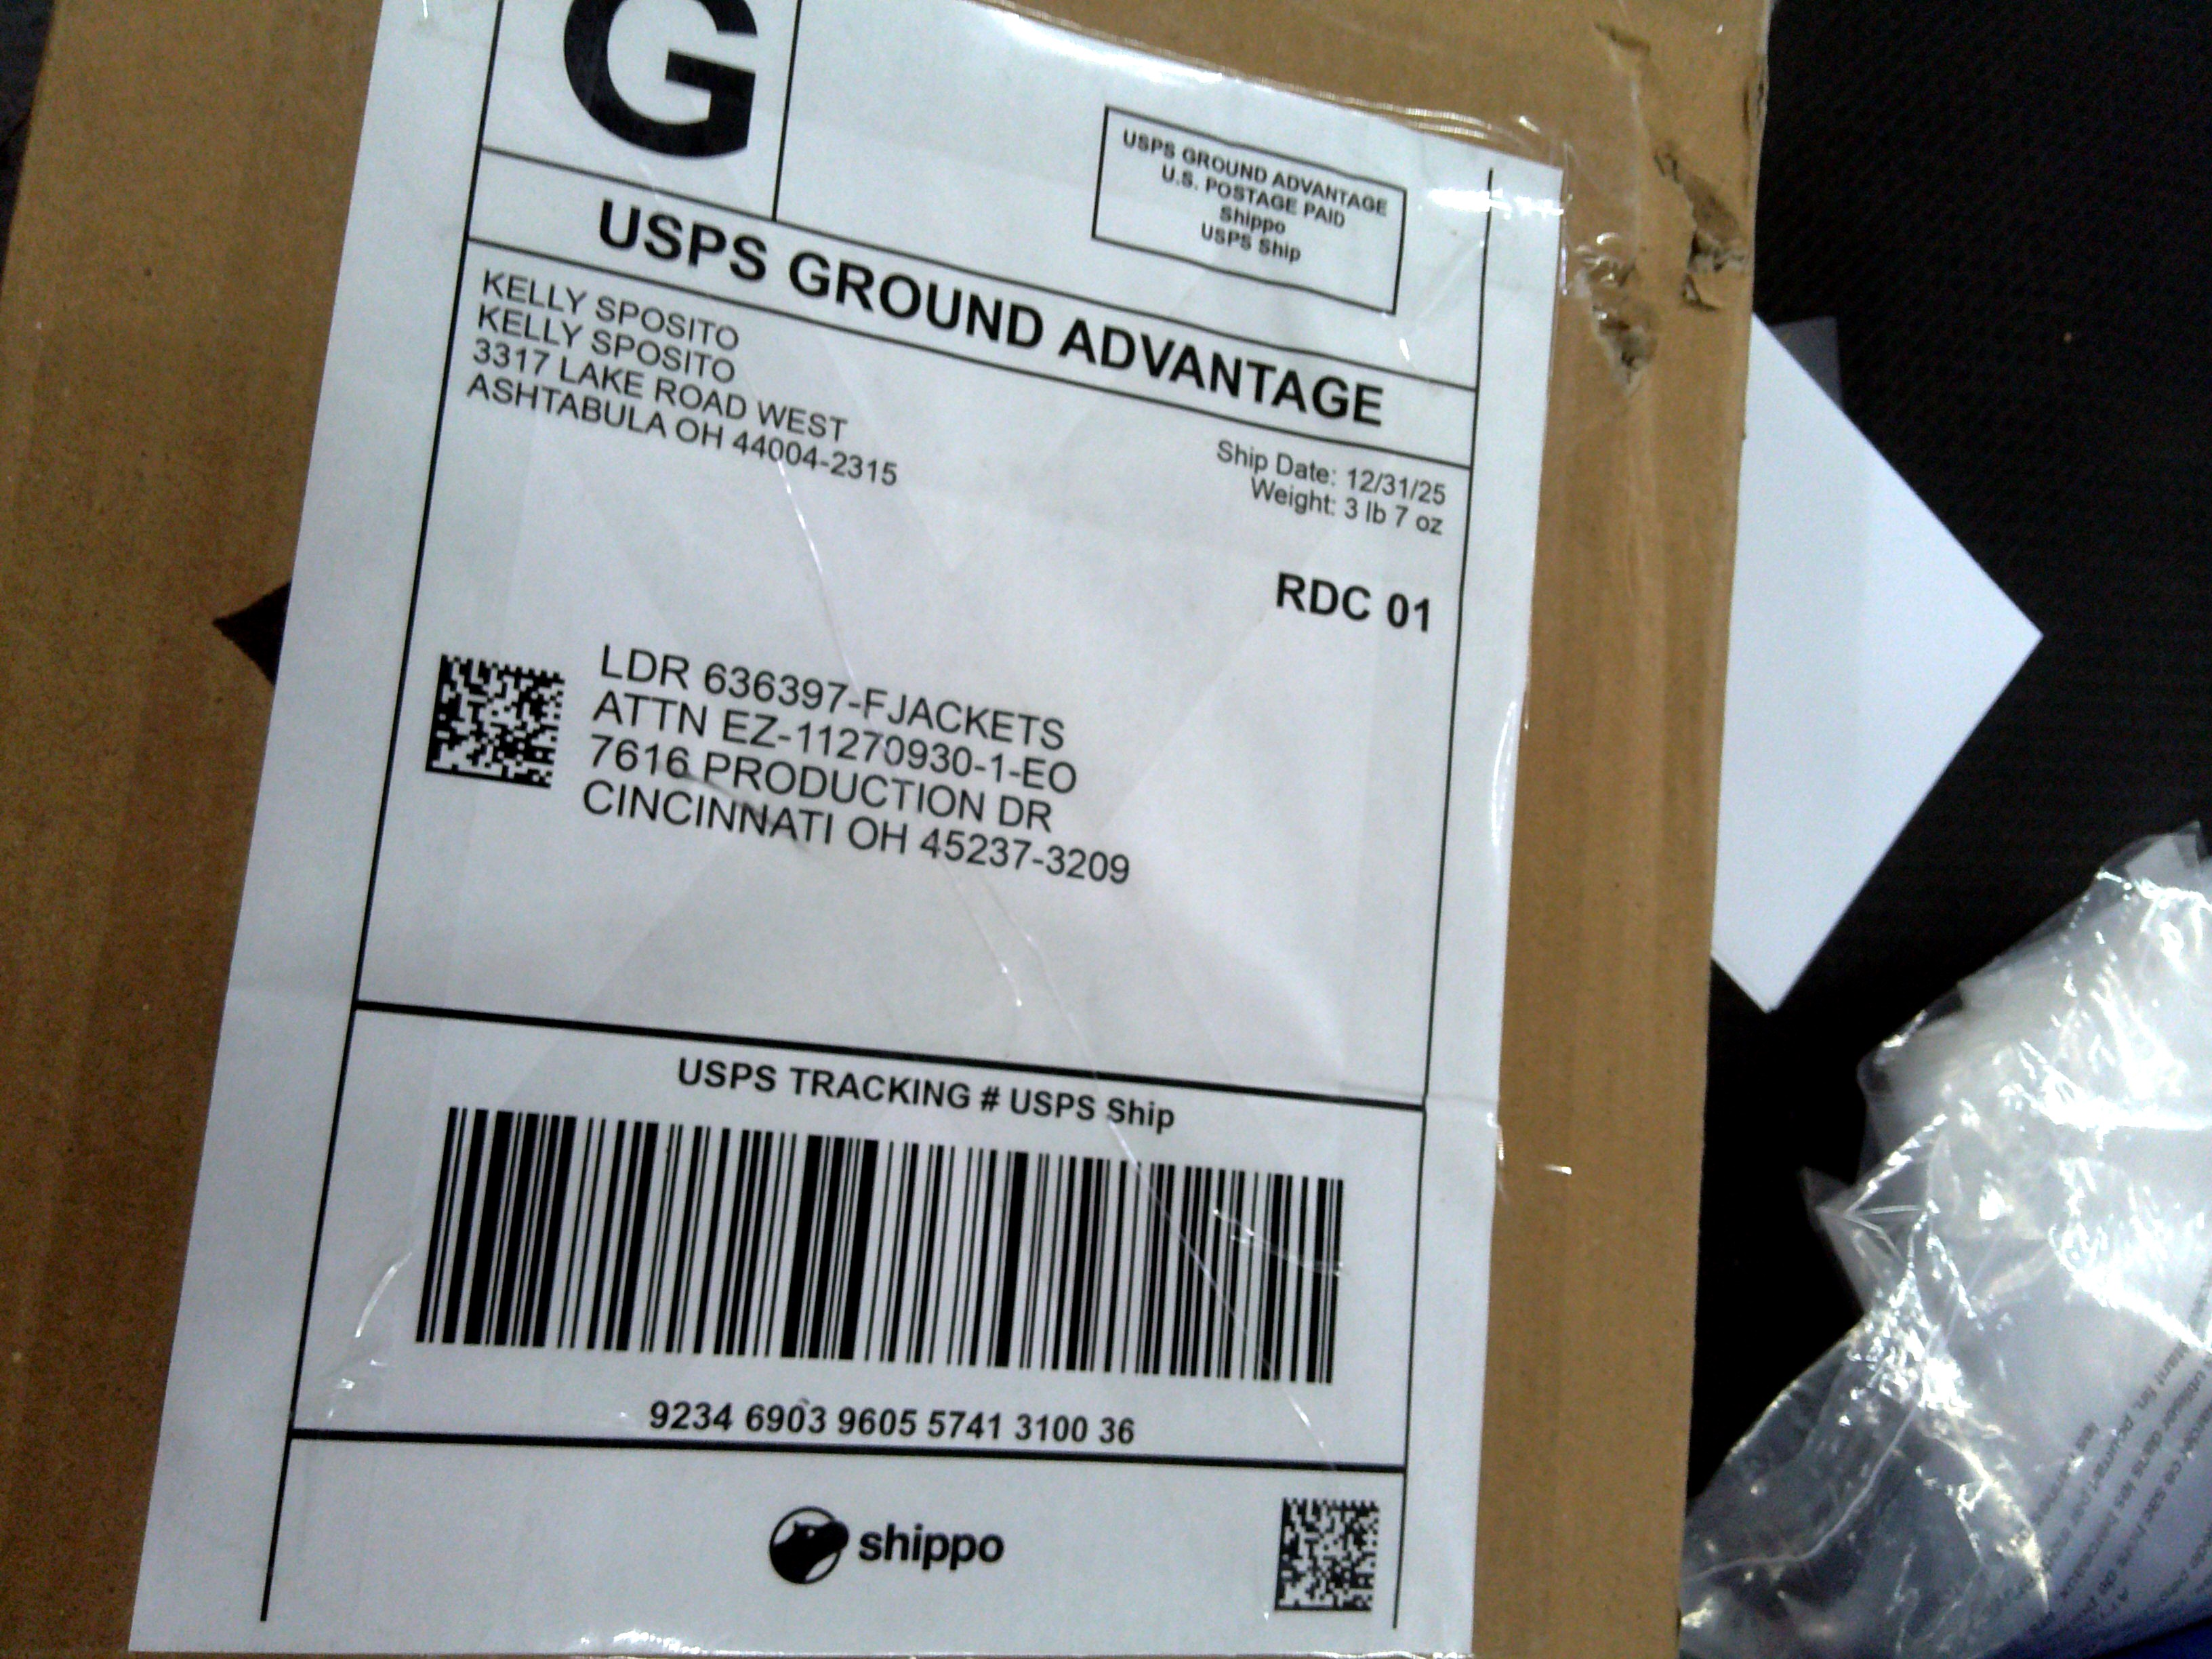 G
USPS GROUND ADVANTAGE
U.S. POSTAGE PAID
Shippo
USPS Ship
USPS GROUND ADVANTAGE
KELLY SPOSITO
KELLY SPOSITO
3317 LAKE ROAD WEST
ASHTABULA OH 44004-2315
Ship Date: 12/31/25
Weight: 3 lb 7 oz
RDC 01
LDR 636397-FJACKETS
ATTN EZ-11270930-1-EO
7616 PRODUCTION DR
CINCINNATI OH 45237-3209
USPS TRACKING # USPS Ship
9234 6903 9605 5741 3100 36
shippo